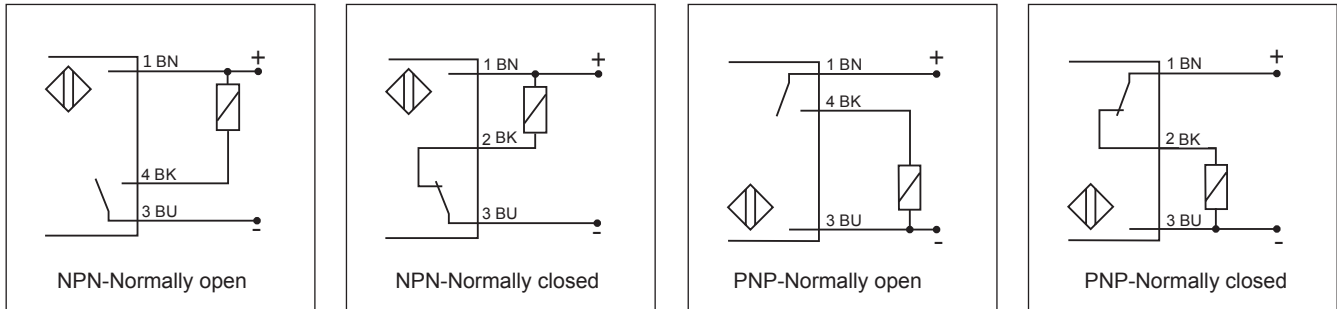 1 BN
+
4 BK
3 BU
-
NPN-Normally open
1 BN
+
2 BK
3 BU
-
NPN-Normally closed
1 BN
+
4 BK
3 BU
-
PNP-Normally open
1 BN
+
2 BK
3 BU
-
PNP-Normally closed